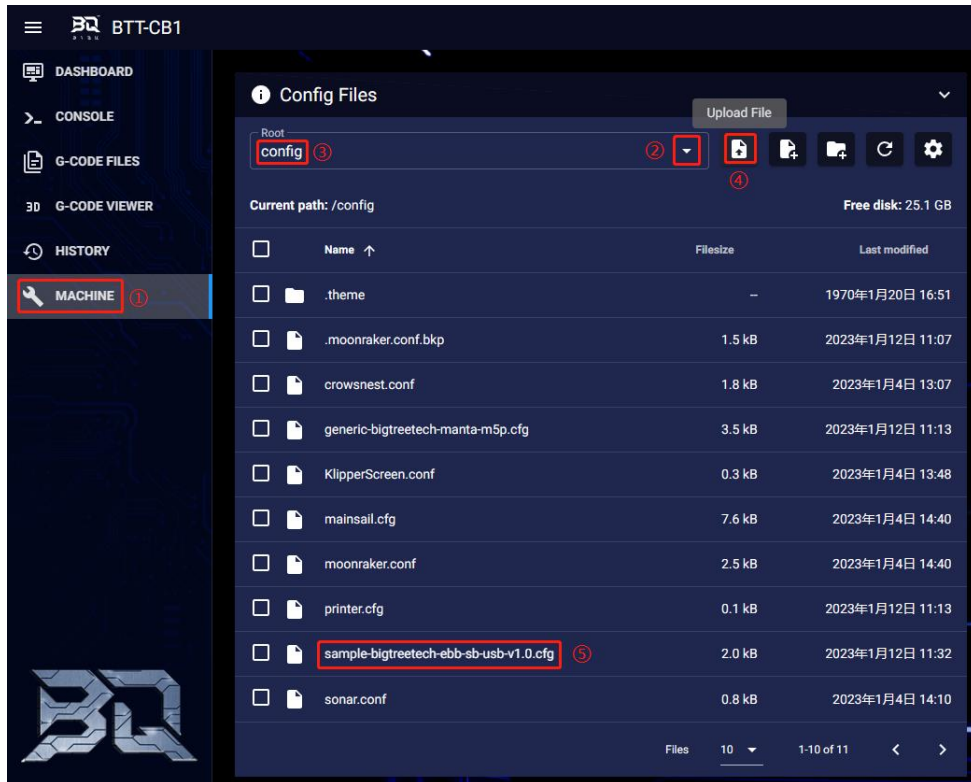 BTT-CB1
DASHBOARD
CONSOLE
G-CODE FILES
3D G-CODE VIEWER
HISTORY
MACHINE ①
Config Files
Upload File
Root
config ③ ②
④
Current path: /config Free disk: 25.1 GB
Name Filesize Last modified
.theme -- 1970年1月20日 16:51
.moonraker.conf.bkp 1.5 kB 2023年1月12日 11:07
crowsnest.conf 1.8 kB 2023年1月4日 13:07
generic-bigtreetech-manta-m5p.cfg 3.5 kB 2023年1月12日 11:13
KlipperScreen.conf 0.3 kB 2023年1月4日 13:48
mainsail.cfg 7.6 kB 2023年1月4日 14:40
moonraker.conf 2.5 kB 2023年1月4日 14:40
printer.cfg 0.1 kB 2023年1月12日 11:13
sample-bigtreetech-ebb-sb-usb-v1.0.cfg ⑤ 2.0 kB 2023年1月12日 11:32
sonar.conf 0.8 kB 2023年1月4日 14:10
Files 10 1-10 of 11